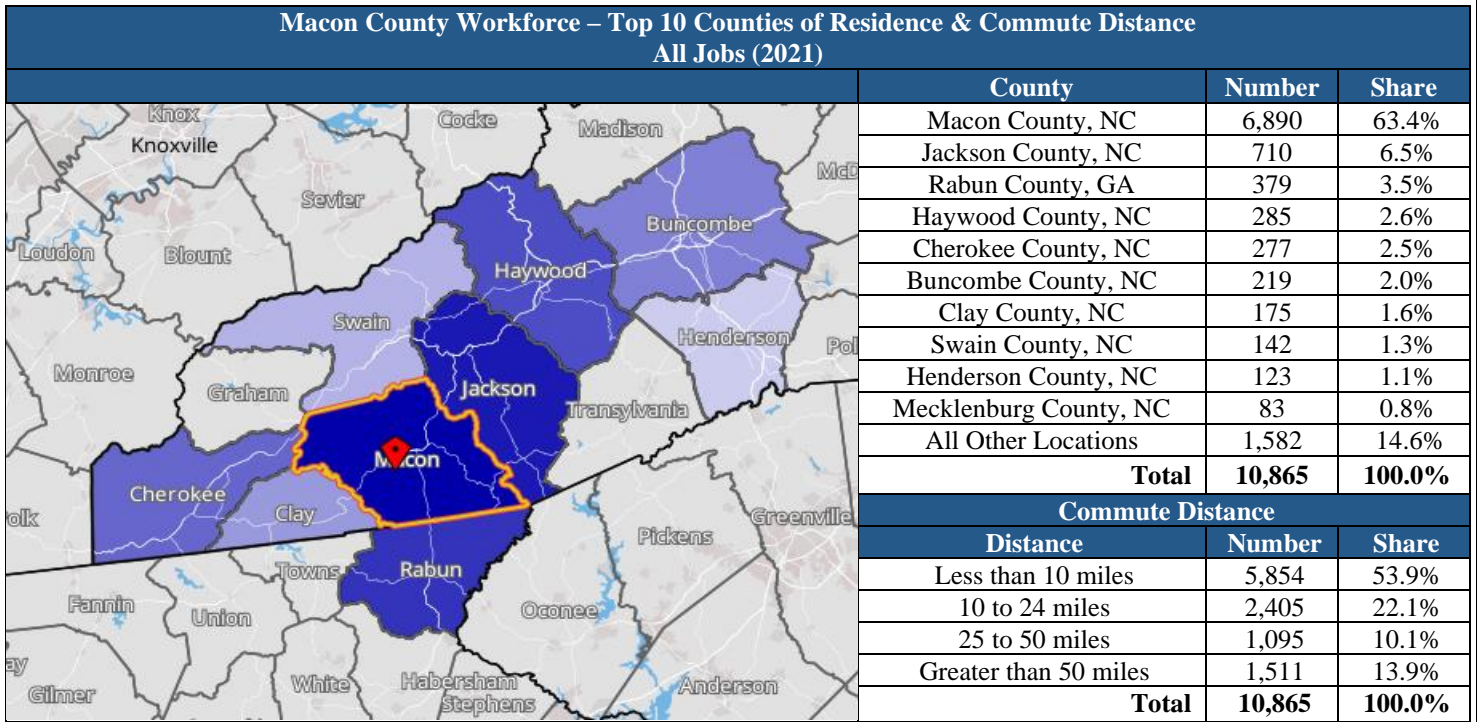 Macon County Workforce – Top 10 Counties of Residence & Commute Distance
All Jobs (2021)
County Number Share
Macon County, NC 6,890 63.4%
Jackson County, NC 710 6.5%
Rabun County, GA 379 3.5%
Haywood County, NC 285 2.6%
Cherokee County, NC 277 2.5%
Buncombe County, NC 219 2.0%
Clay County, NC 175 1.6%
Swain County, NC 142 1.3%
Henderson County, NC 123 1.1%
Mecklenburg County, NC 83 0.8%
All Other Locations 1,582 14.6%
Total 10,865 100.0%
Commute Distance
Distance Number Share
Less than 10 miles 5,854 53.9%
10 to 24 miles 2,405 22.1%
25 to 50 miles 1,095 10.1%
Greater than 50 miles 1,511 13.9%
Total 10,865 100.0%
Knox
Cocke
Madison
Knoxville
McD
Sevier
Buncombe
Loudon
Blount
Haywood
Swain
Henderson
Pol
Monroe
Graham
Jackson
Transylvania
Macon
Cherokee
Clay
olk
Greenville
Pickens
Towns
Rabun
Fannin
Union
Oconee
ay
Gilmer
White
Habersham
Stephens
Anderson